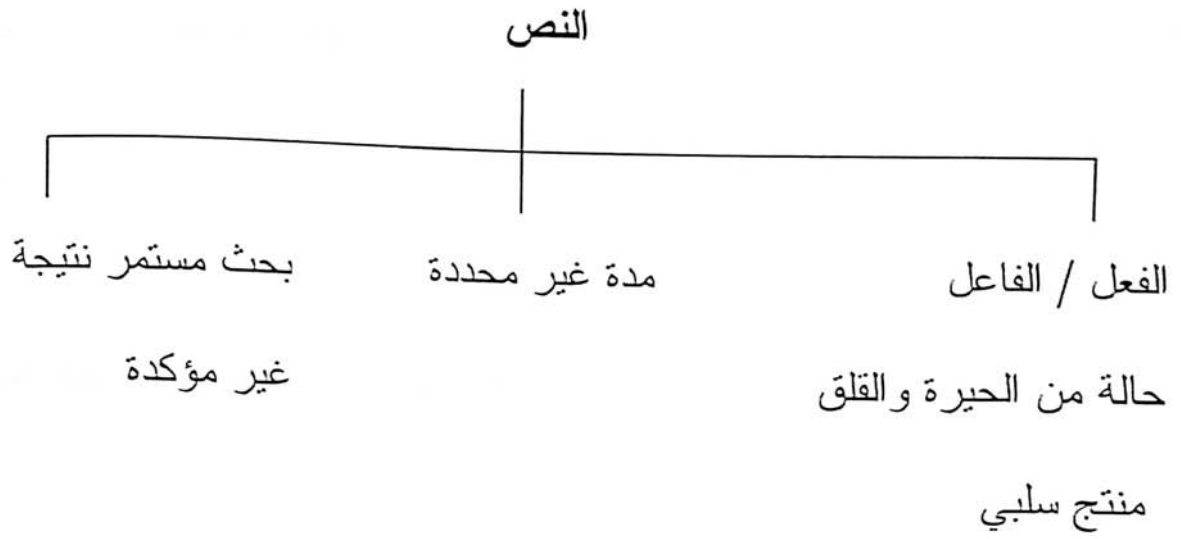 النص
الفعل / الفاعل
حالة من الحيرة والقلق
منتج سلبي
مدة غير محددة
بحث مستمر نتيجة
غير مؤكدة